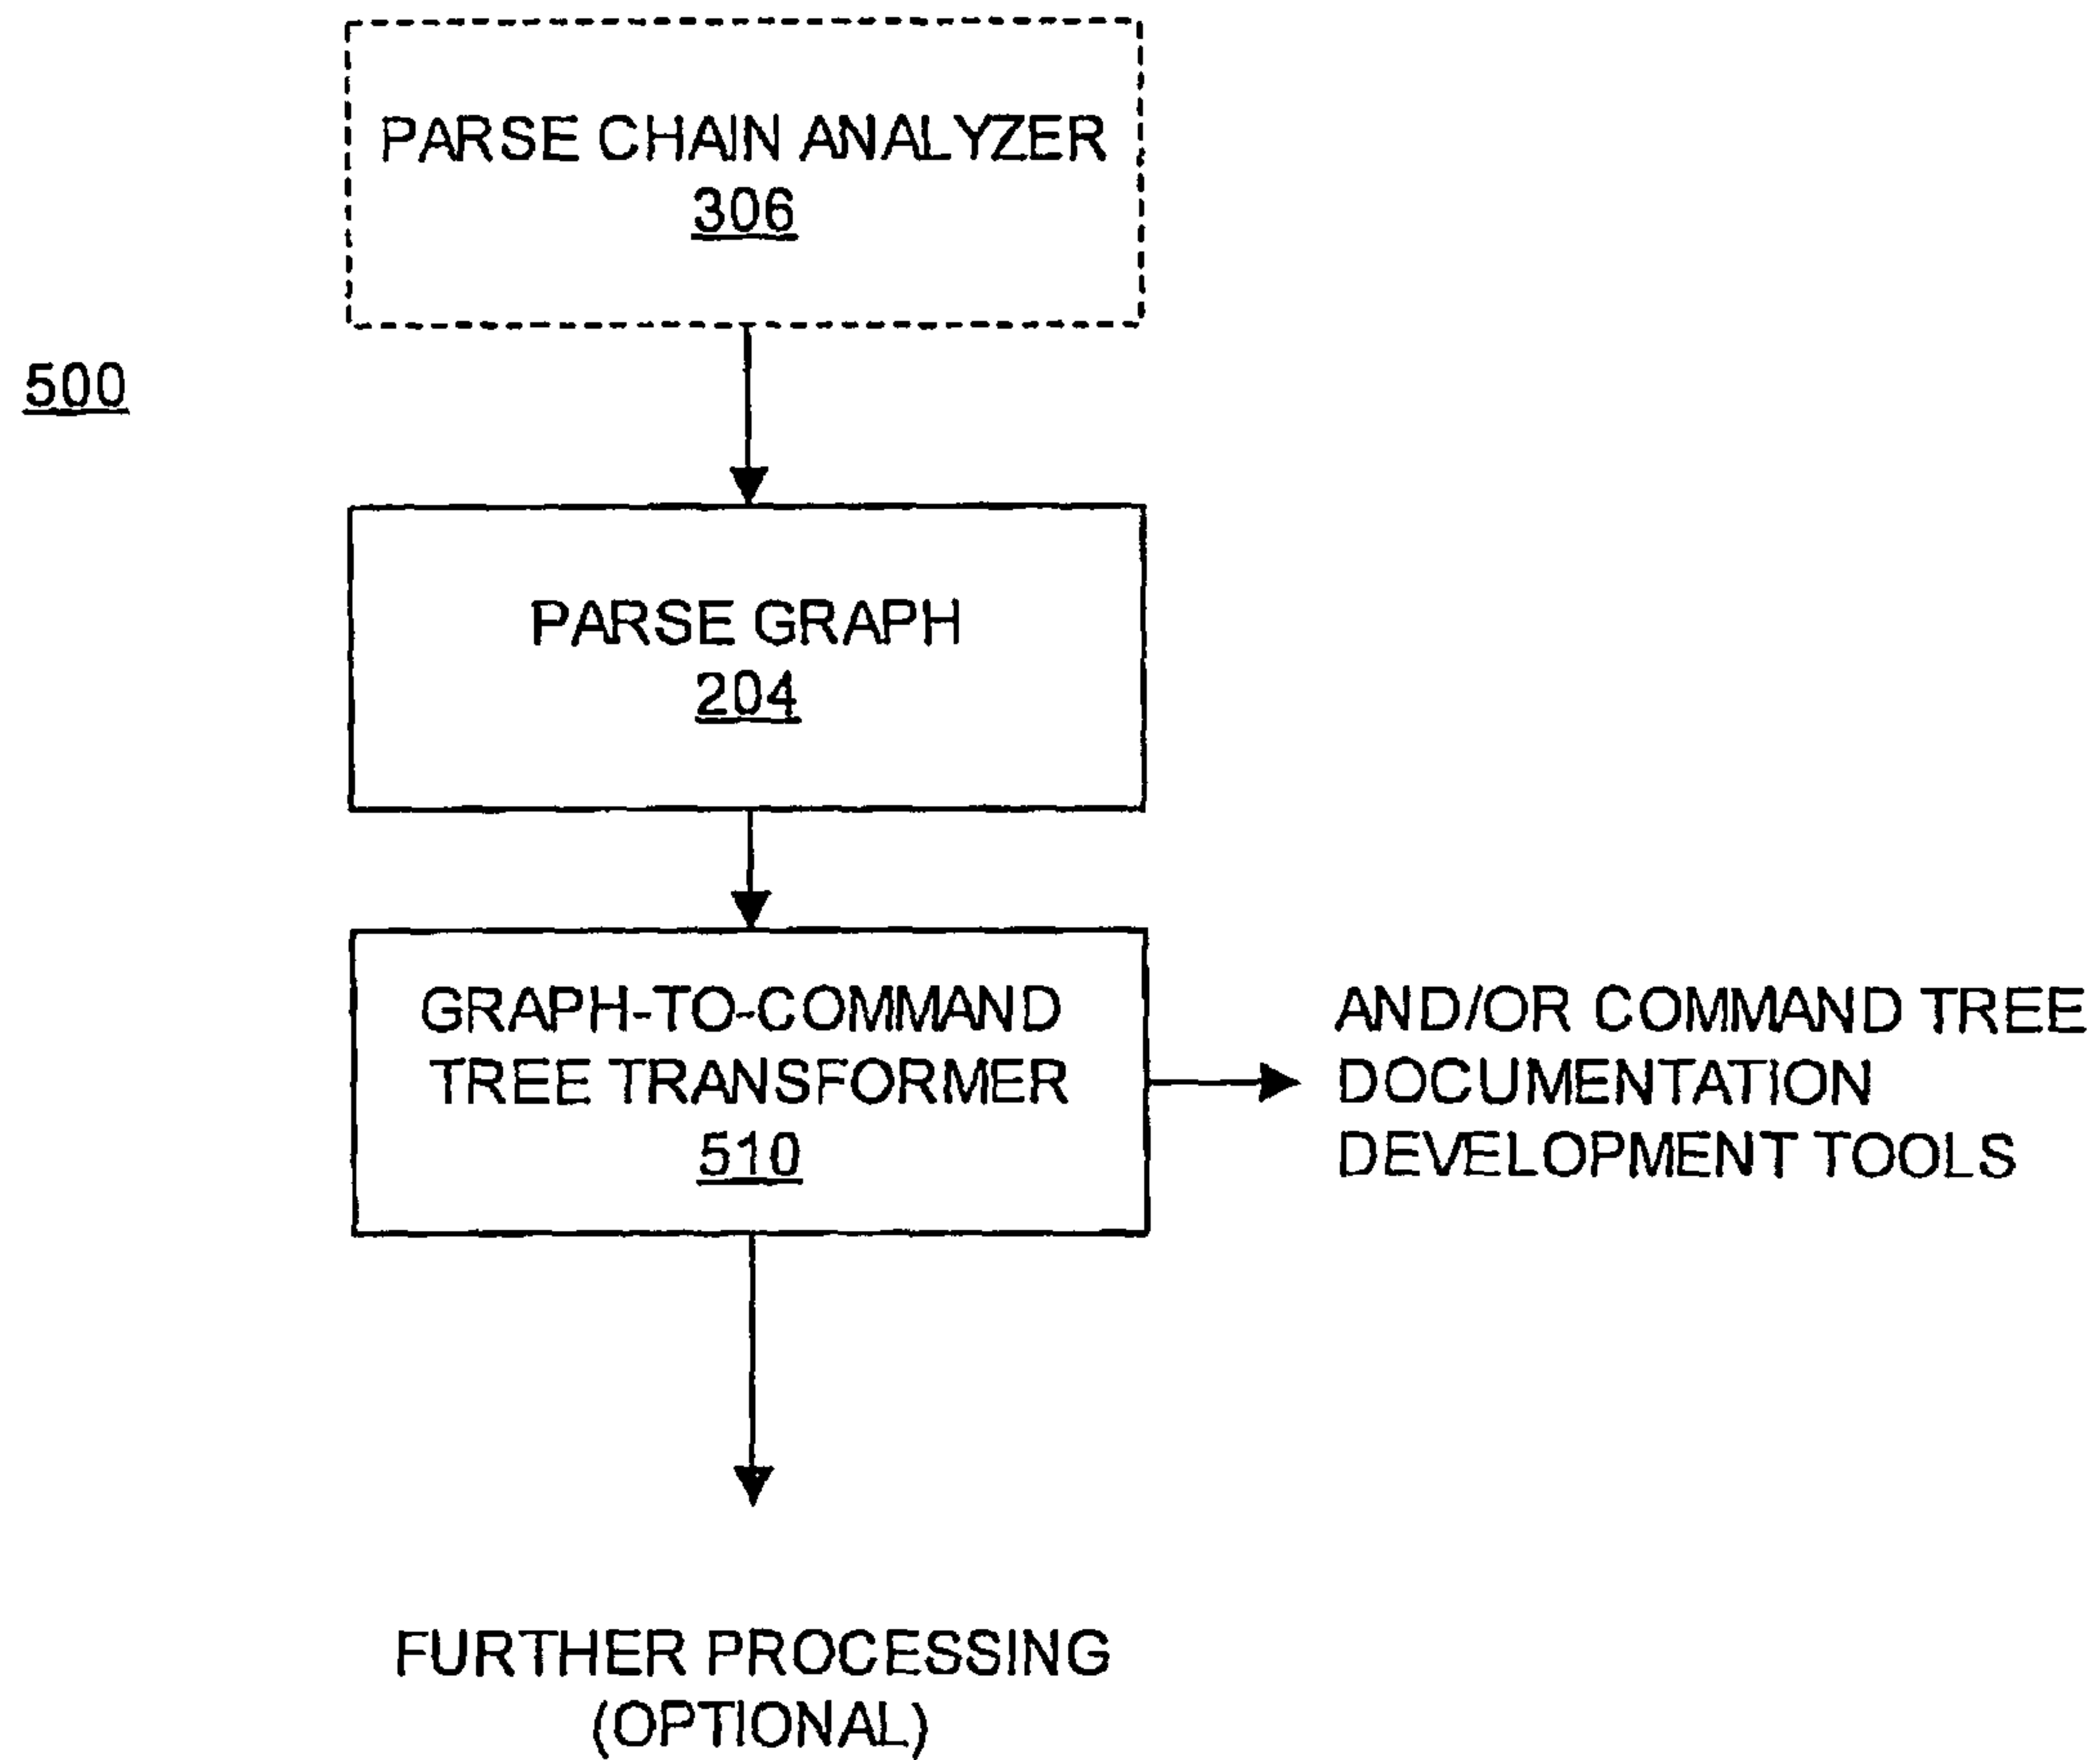 PARSE CHAIN ANALYZER
306
500
PARSE GRAPH
204
GRAPH-TO-COMMAND
TREE TRANSFORMER
510
AND/OR COMMAND TREE
DOCUMENTATION
DEVELOPMENT TOOLS
FURTHER PROCESSING
(OPTIONAL)